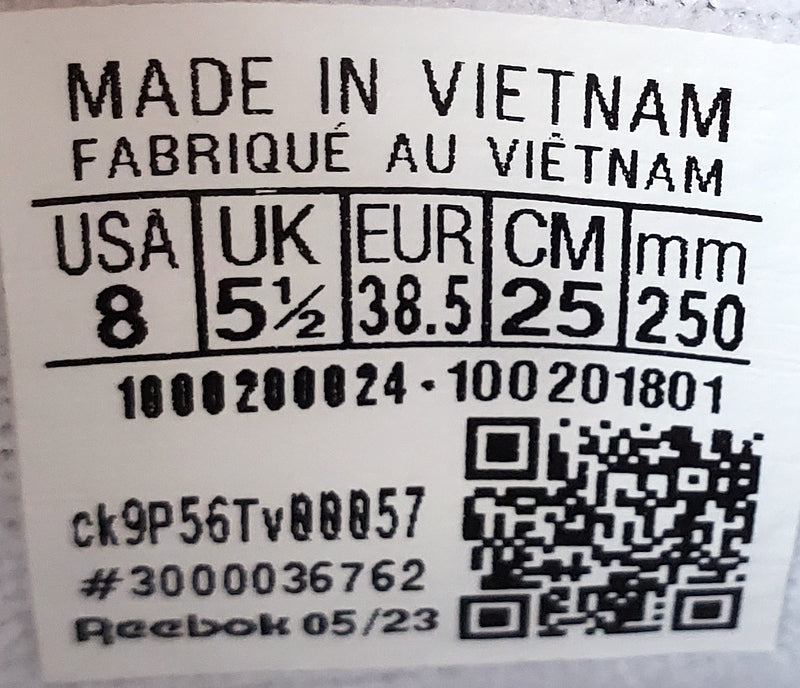 MADE IN VIETNAM
FABRIQUÉ AU VIÊTNAM
USA UK EUR CM mm
8 5½ 38.5 25 250
1000200024 · 100201801
ck9P56Tv00057
#3000036762
Reebok 05/23